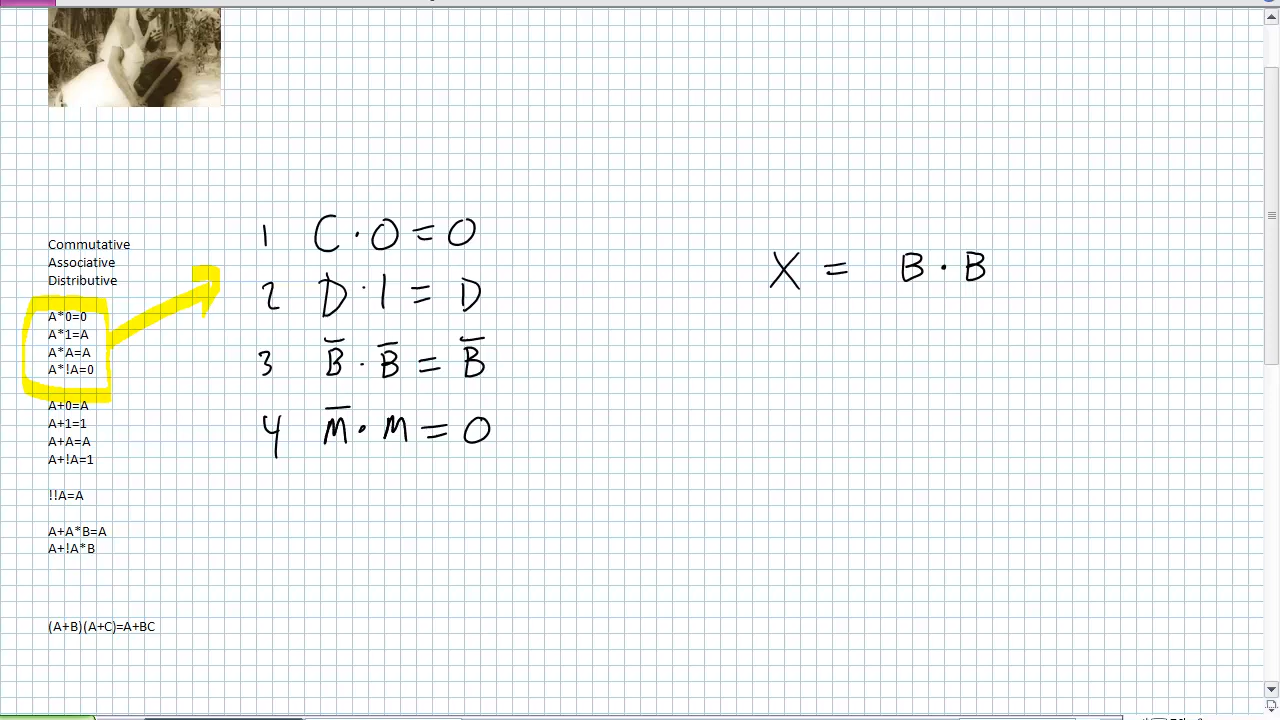 Commutative
Associative
Distributive
A*0=0
A*1=A
A*A=A
A*!A=0
A+0=A
A+1=1
A+A=A
A+!A=1
!!A=A
A+A*B=A
A+!A*B
(A+B)(A+C)=A+BC
1 C·0=0
2 D·1=D
3 B̅·B̅=B̅
4 M̅·M=0
X = B·B